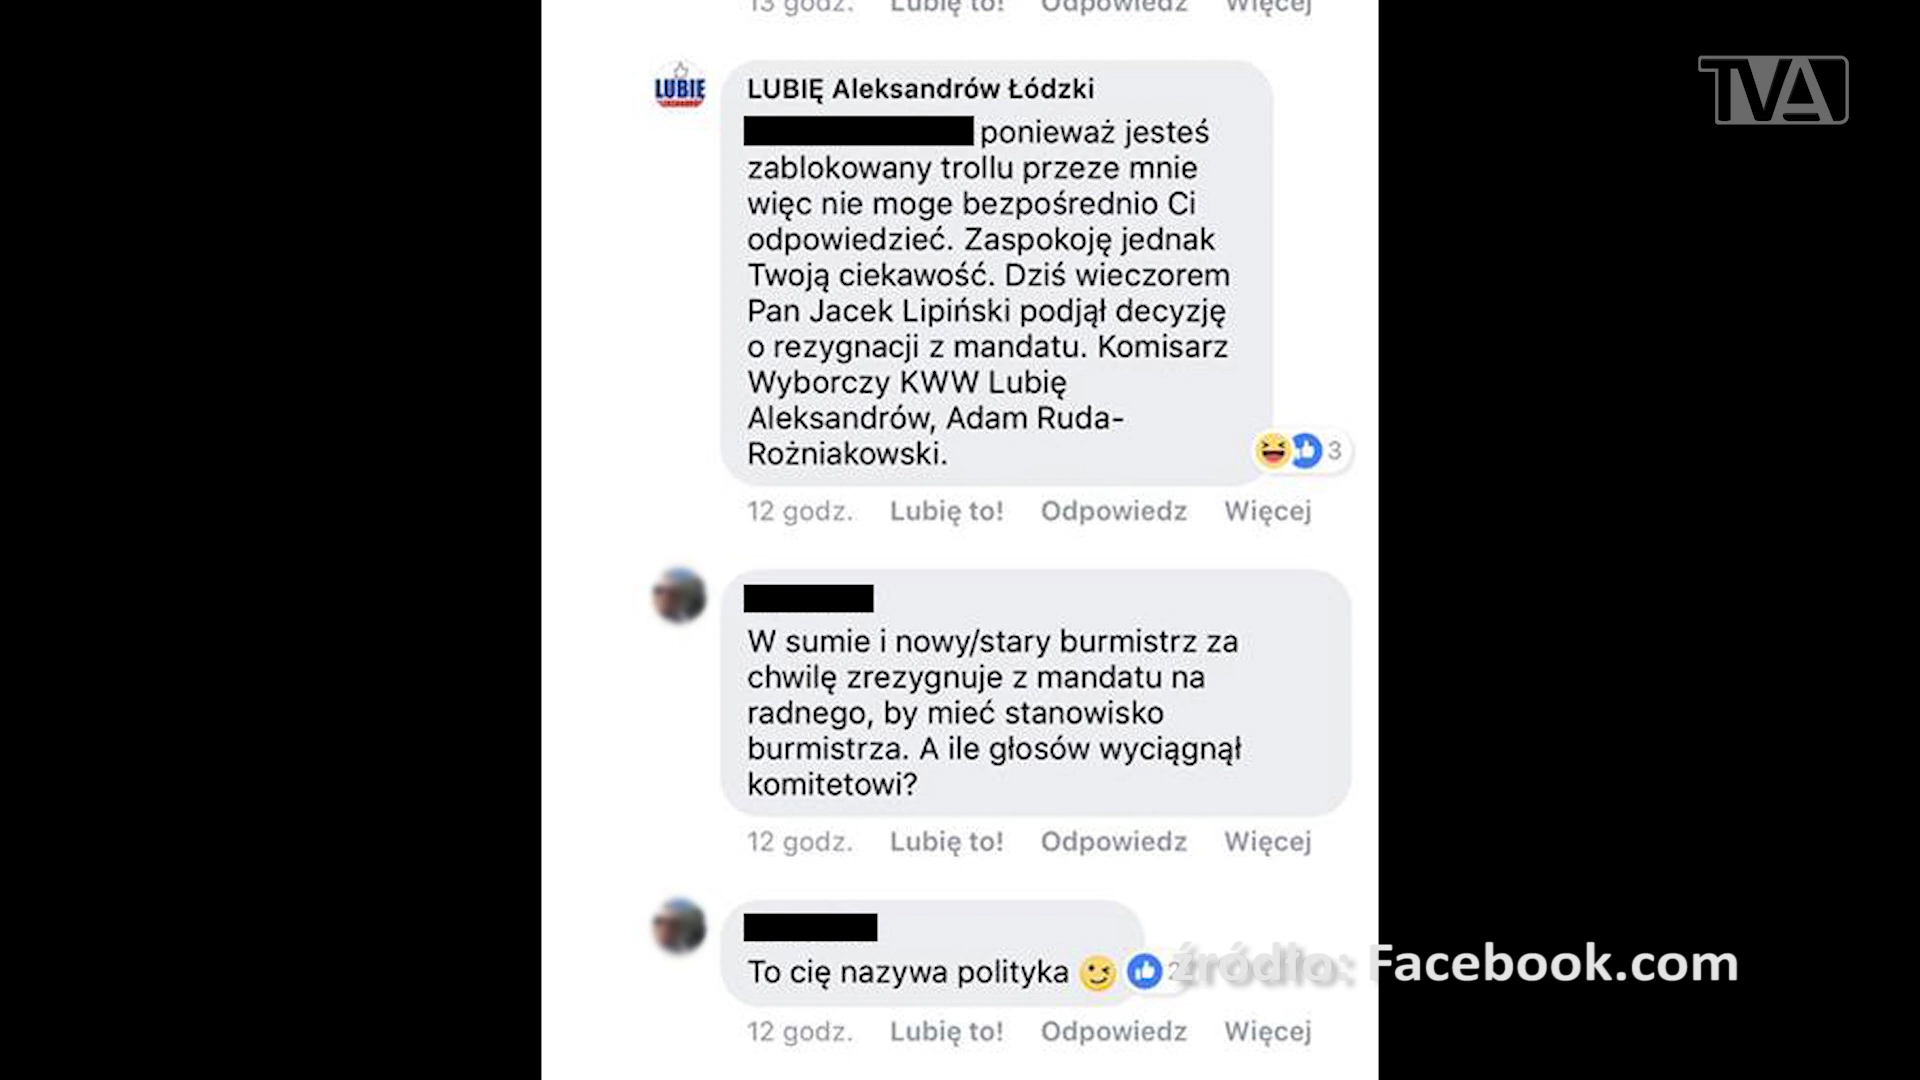 13 godz. Lubię to! Odpowiedz Więcej
TVA
LUBIĘ
LUBIĘ Aleksandrów Łódzki
ponieważ jesteś
zablokowany trollu przeze mnie
więc nie moge bezpośrednio Ci
odpowiedzieć. Zaspokoję jednak
Twoją ciekawość. Dziś wieczorem
Pan Jacek Lipiński podjął decyzję
o rezygnacji z mandatu. Komisarz
Wyborczy KWW Lubię
Aleksandrów, Adam Ruda-
Rożniakowski.
3
12 godz. Lubię to! Odpowiedz Więcej
W sumie i nowy/stary burmistrz za
chwilę zrezygnuje z mandatu na
radnego, by mieć stanowisko
burmistrza. A ile głosów wyciągnął
komitetowi?
12 godz. Lubię to! Odpowiedz Więcej
To cię nazywa polityka 😉
źródło: Facebook.com
12 godz. Lubię to! Odpowiedz Więcej